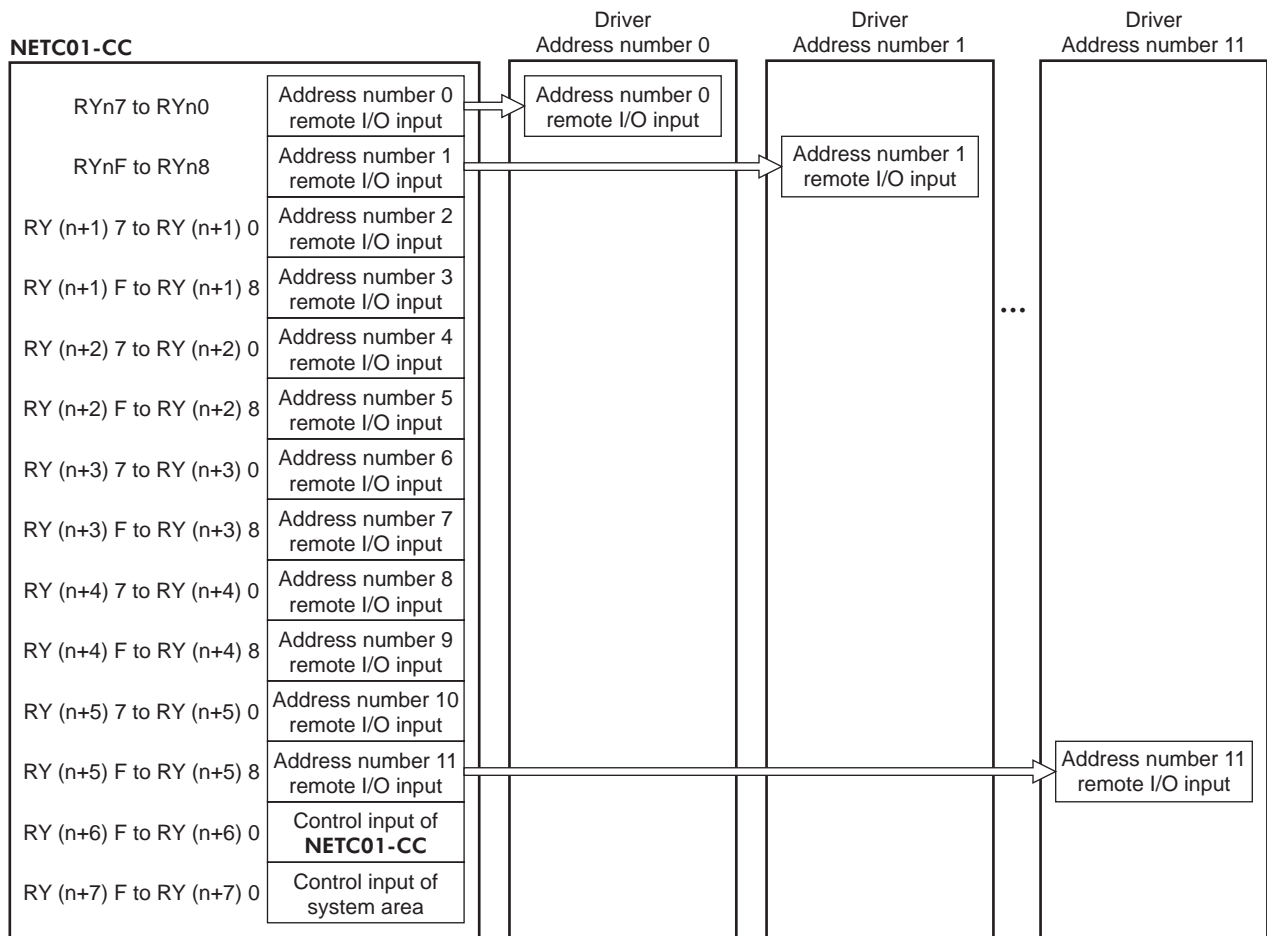 NETC01-CC
Driver
Address number 0
Driver
Address number 1
Driver
Address number 11
RYn7 to RYn0
Address number 0
remote I/O input
Address number 0
remote I/O input
RYnF to RYn8
Address number 1
remote I/O input
Address number 1
remote I/O input
RY (n+1) 7 to RY (n+1) 0
Address number 2
remote I/O input
RY (n+1) F to RY (n+1) 8
Address number 3
remote I/O input
...
RY (n+2) 7 to RY (n+2) 0
Address number 4
remote I/O input
RY (n+2) F to RY (n+2) 8
Address number 5
remote I/O input
RY (n+3) 7 to RY (n+3) 0
Address number 6
remote I/O input
RY (n+3) F to RY (n+3) 8
Address number 7
remote I/O input
RY (n+4) 7 to RY (n+4) 0
Address number 8
remote I/O input
RY (n+4) F to RY (n+4) 8
Address number 9
remote I/O input
RY (n+5) 7 to RY (n+5) 0
Address number 10
remote I/O input
RY (n+5) F to RY (n+5) 8
Address number 11
remote I/O input
Address number 11
remote I/O input
RY (n+6) F to RY (n+6) 0
Control input of
NETC01-CC
RY (n+7) F to RY (n+7) 0
Control input of
system area